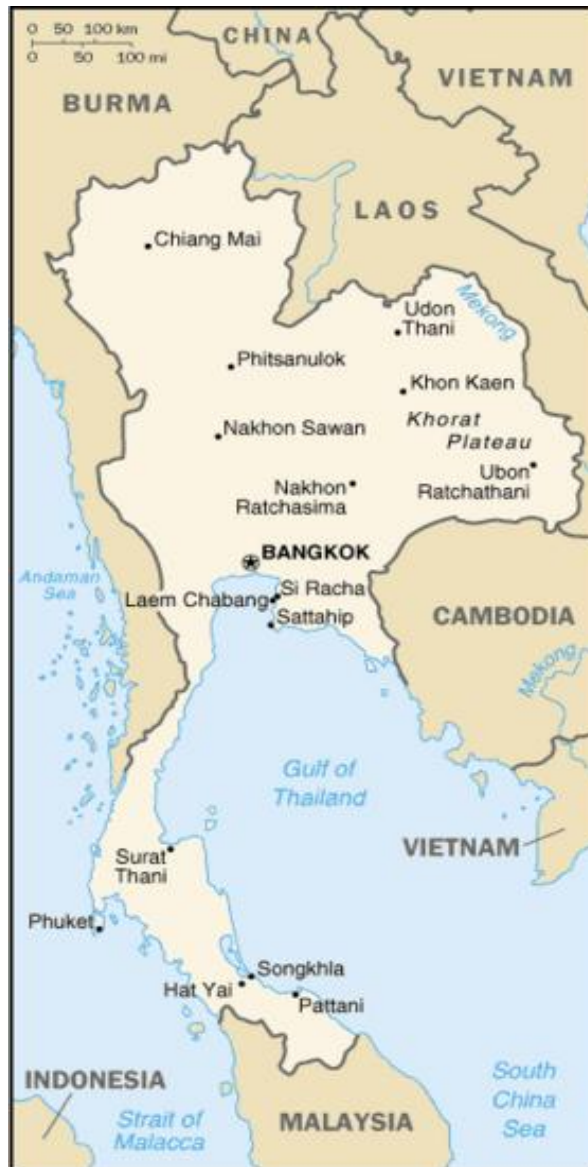 0 50 100 km
0 50 100 mi
CHINA
VIETNAM
BURMA
LAOS
Chiang Mai
Udon
Thani
Mekong
Phitsanulok
Khon Kaen
Khorat
Plateau
Nakhon Sawan
Ubon
Ratchathani
Nakhon
Ratchasima
BANGKOK
Andaman
Sea
Si Racha
Laem Chabang
Sattahip
CAMBODIA
Mekong
Gulf of
Thailand
VIETNAM
Surat
Thani
Phuket
Songkhla
Hat Yai
Pattani
INDONESIA
South
China
Sea
Strait of
Malacca
MALAYSIA